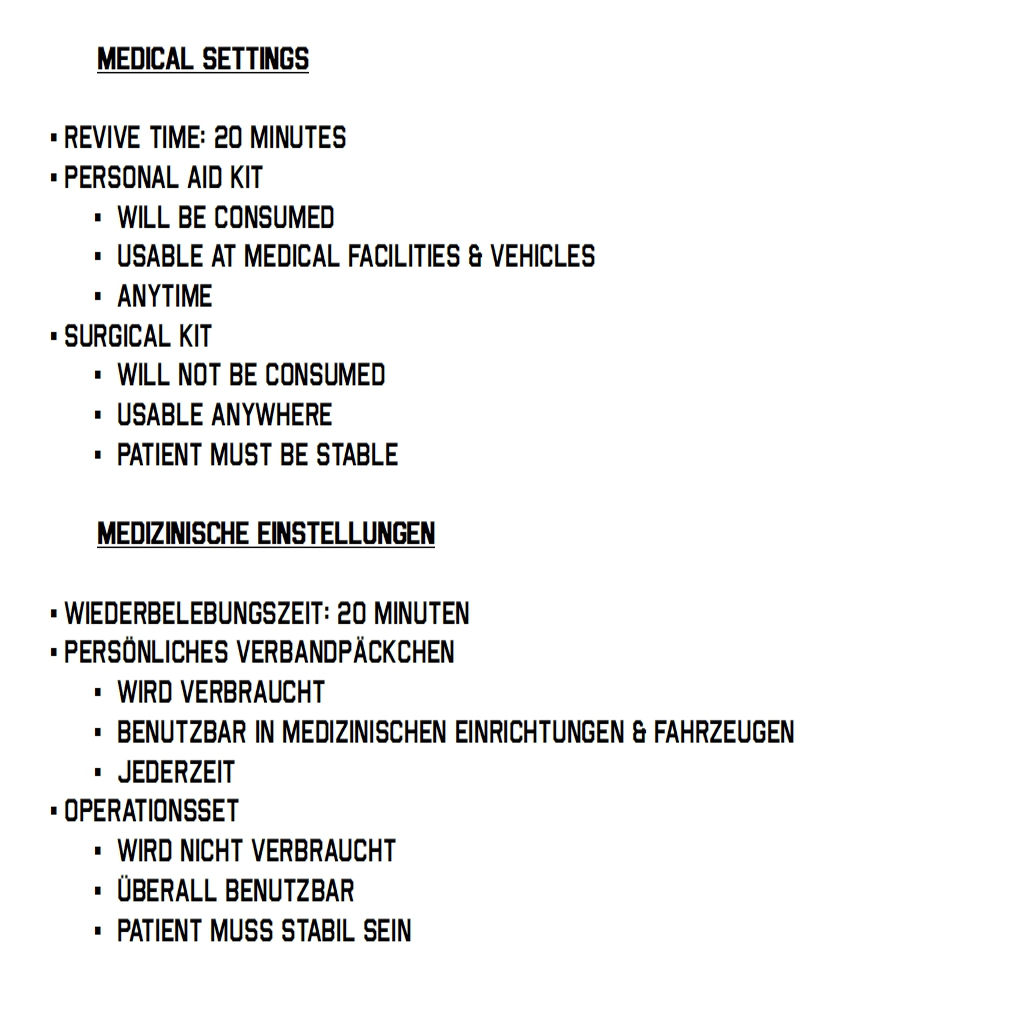 MEDICAL SETTINGS
▪ REVIVE TIME: 20 MINUTES
▪ PERSONAL AID KIT
▪ WILL BE CONSUMED
▪ USABLE AT MEDICAL FACILITIES & VEHICLES
▪ ANYTIME
▪ SURGICAL KIT
▪ WILL NOT BE CONSUMED
▪ USABLE ANYWHERE
▪ PATIENT MUST BE STABLE
MEDIZINISCHE EINSTELLUNGEN
▪ WIEDERBELEBUNGSZEIT: 20 MINUTEN
▪ PERSÖNLICHES VERBANDPÄCKCHEN
▪ WIRD VERBRAUCHT
▪ BENUTZBAR IN MEDIZINISCHEN EINRICHTUNGEN & FAHRZEUGEN
▪ JEDERZEIT
▪ OPERATIONSSET
▪ WIRD NICHT VERBRAUCHT
▪ ÜBERALL BENUTZBAR
▪ PATIENT MUSS STABIL SEIN